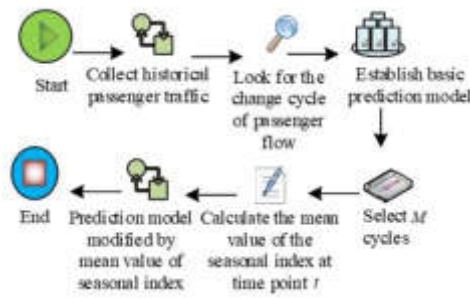 Start
Collect historical
passenger traffic
Look for the
change cycle
of passenger
flow
Establish basic
prediction model
End
Prediction model
modified by
mean value of
seasonal index
Calculate the mean
value of the
seasonal index at
time point t
Select M
cycles